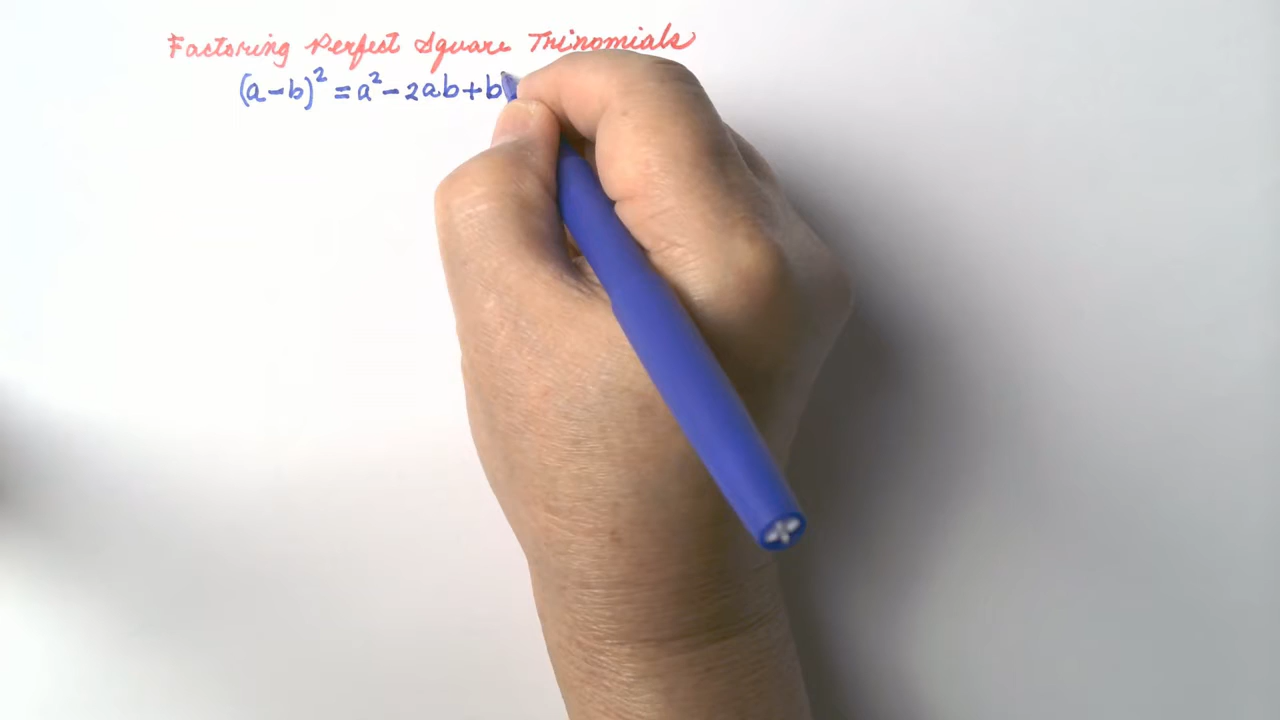 Factoring Perfect Square Trinomials
(a-b)² = a² - 2ab + b